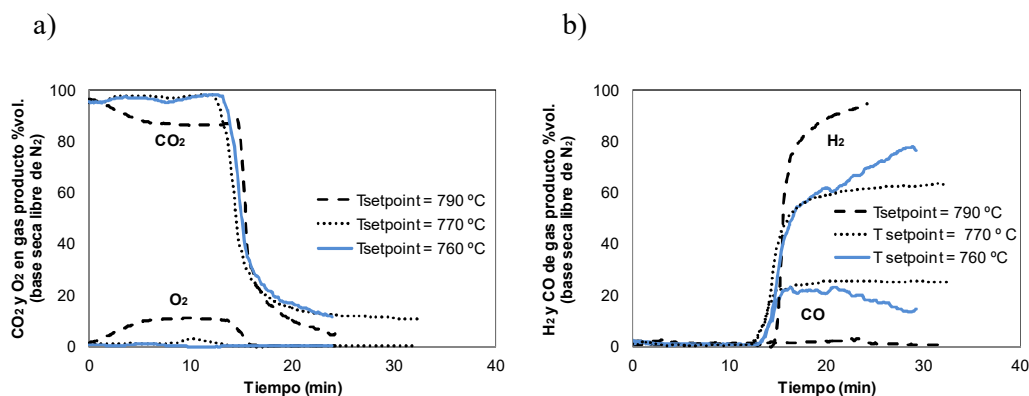 a)
b)
CO2 y O2 en gas producto %vol.
(base seca libre de N2)
100
80
60
40
20
0
0
10
20
30
40
Tiempo (min)
CO2
O2
Tsetpoint = 790 ºC
Tsetpoint = 770 ºC
Tsetpoint = 760 ºC
H2 y CO de gas producto %vol.
(base seca libre de N2)
100
80
60
40
20
0
0
10
20
30
40
Tiempo (min)
H2
CO
Tsetpoint = 790 ºC
T setpoint = 770 ºC
T setpoint = 760 ºC